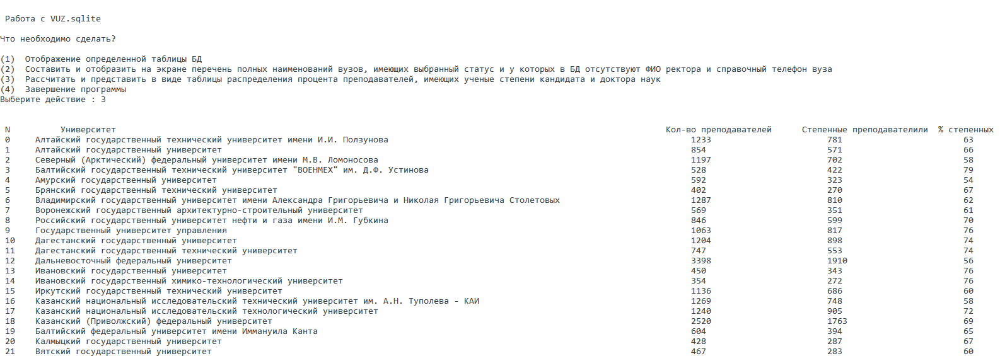 Работа с VUZ.sqlite
Что необходимо сделать?
(1) Отображение определенной таблицы БД
(2) Составить и отобразить на экране перечень полных наименований вузов, имеющих выбранный статус и у которых в БД отсутствуют ФИО ректора и справочный телефон вуза
(3) Рассчитать и представить в виде таблицы распределения процента преподавателей, имеющих ученые степени кандидата и доктора наук
(4) Завершение программы
Выберите действие : 3
N Университет Кол-во преподавателей Степенные преподавателили % степенных
0 Алтайский государственный технический университет имени И.И. Ползунова 1233 781 63
1 Алтайский государственный университет 854 571 66
2 Северный (Арктический) федеральный университет имени М.В. Ломоносова 1197 702 58
3 Балтийский государственный технический университет "ВОЕНМЕХ" им. Д.Ф. Устинова 528 422 79
4 Амурский государственный университет 592 323 54
5 Брянский государственный технический университет 402 270 67
6 Владимирский государственный университет имени Александра Григорьевича и Николая Григорьевича Столетовых 1287 810 62
7 Воронежский государственный архитектурно-строительный университет 569 351 61
8 Российский государственный университет нефти и газа имени И.М. Губкина 846 599 70
9 Государственный университет управления 1063 817 76
10 Дагестанский государственный университет 1204 898 74
11 Дагестанский государственный технический университет 747 553 74
12 Дальневосточный федеральный университет 3398 1910 56
13 Ивановский государственный университет 450 343 76
14 Ивановский государственный химико-технологический университет 354 272 76
15 Иркутский государственный технический университет 1136 686 60
16 Казанский национальный исследовательский технический университет им. А.Н. Туполева - КАИ 1269 748 58
17 Казанский национальный исследовательский технологический университет 1240 905 72
18 Казанский (Приволжский) федеральный университет 2520 1763 69
19 Балтийский федеральный университет имени Иммануила Канта 604 394 65
20 Калмыцкий государственный университет 428 287 67
21 Вятский государственный университет 467 283 60